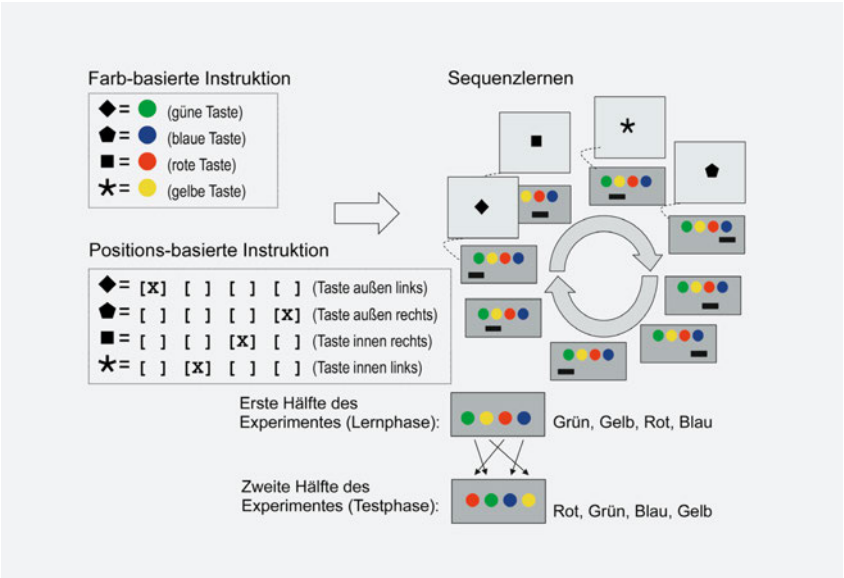 Farb-basierte Instruktion
= (güne Taste)
= (blaue Taste)
= (rote Taste)
= (gelbe Taste)
Positions-basierte Instruktion
= [X] [ ] [ ] [ ] (Taste außen links)
= [ ] [ ] [ ] [X] (Taste außen rechts)
= [ ] [ ] [X] [ ] (Taste innen rechts)
= [ ] [X] [ ] [ ] (Taste innen links)
Sequenzlernen
Erste Hälfte des
Experimentes (Lernphase):
Grün, Gelb, Rot, Blau
Zweite Hälfte des
Experimentes (Testphase):
Rot, Grün, Blau, Gelb